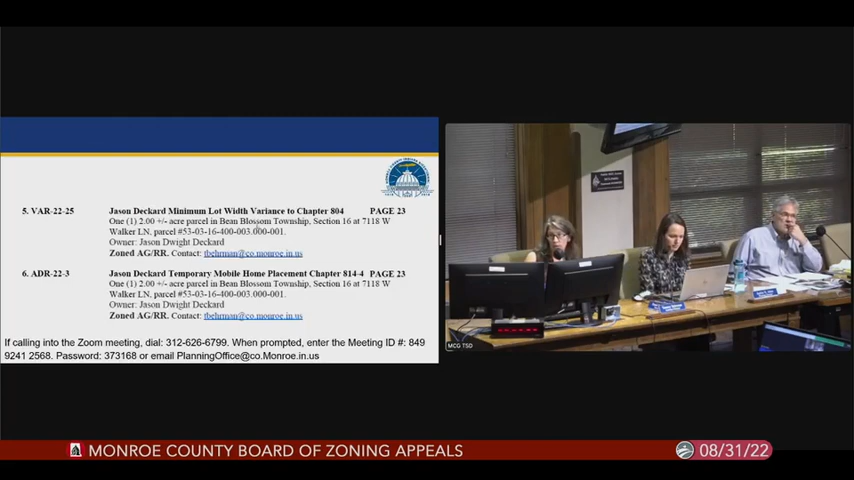 5. VAR-22-25 Jason Deckard Minimum Lot Width Variance to Chapter 804 PAGE 23
One (1) 2.00 +/- acre parcel in Bean Blossom Township, Section 16 at 7118 W
Walker LN, parcel #53-03-16-400-003.000-001.
Owner: Jason Dwight Deckard
Zoned AG/RR. Contact: tbehrman@co.monroe.in.us
6. ADR-22-3 Jason Deckard Temporary Mobile Home Placement Chapter 814-4 PAGE 23
One (1) 2.00 +/- acre parcel in Bean Blossom Township, Section 16 at 7118 W
Walker LN, parcel #53-03-16-400-003.000-001.
Owner: Jason Dwight Deckard
Zoned AG/RR. Contact: tbehrman@co.monroe.in.us
If calling into the Zoom meeting, dial: 312-626-6799. When prompted, enter the Meeting ID #: 849
9241 2568. Password: 373168 or email PlanningOffice@co.Monroe.in.us
MCG TSD
MONROE COUNTY BOARD OF ZONING APPEALS
08/31/22